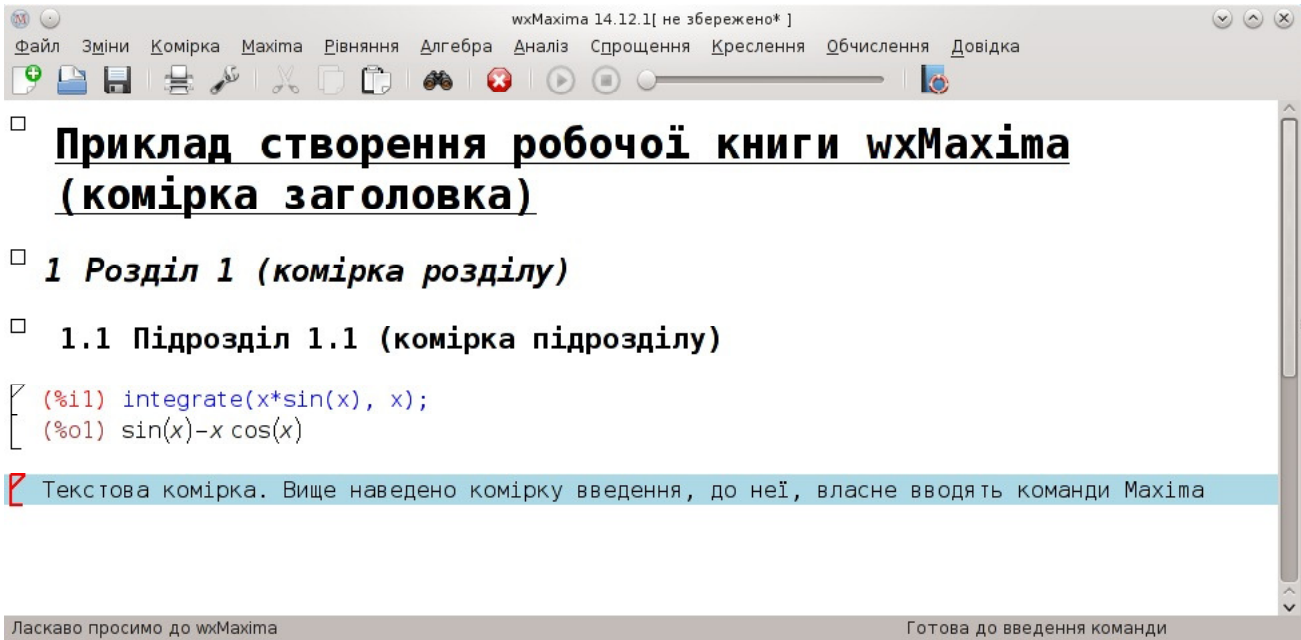 wxMaxima 14.12.1[ не збережено* ]
Файл Зміни Комірка Maxima Рівняння Алгебра Аналіз Спрощення Креслення Обчислення Довідка
Приклад створення робочої книги wxMaxima
(комірка заголовка)
1 Розділ 1 (комірка розділу)
1.1 Підрозділ 1.1 (комірка підрозділу)
(%i1) integrate(x*sin(x), x);
(%o1) sin(x)–x cos(x)
Текстова комірка. Вище наведено комірку введення, до неї, власне вводять команди Maxima
Ласкаво просимо до wxMaxima Готова до введення команди